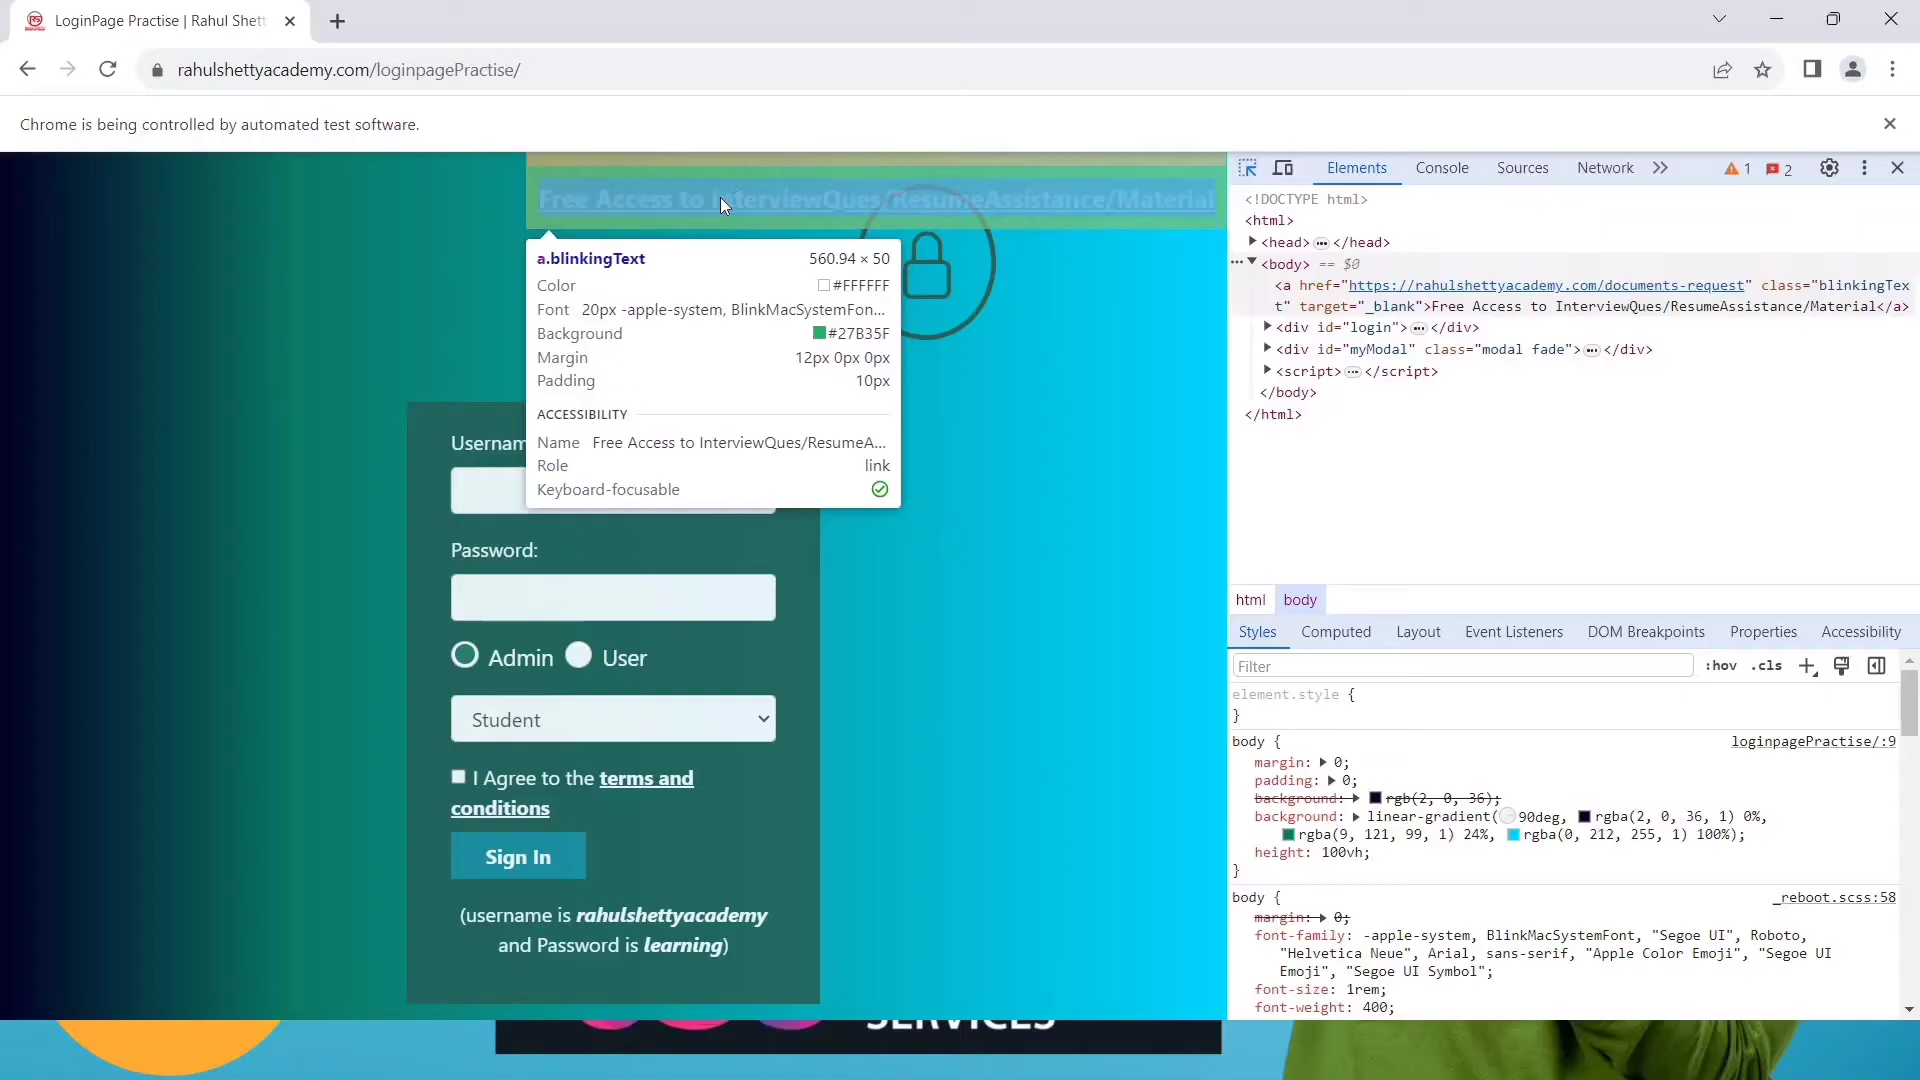 LoginPage Practise | Rahul Shett
rahulshettyacademy.com/loginpagePractise/
Chrome is being controlled by automated test software.
Free Access to InterviewQues/ResumeAssistance/Material
a.blinkingText 560.94 × 50
Color #FFFFFF
Font 20px -apple-system, BlinkMacSystemFon...
Background #27B35F
Margin 12px 0px 0px
Padding 10px
ACCESSIBILITY
Name Free Access to InterviewQues/ResumeA...
Role link
Keyboard-focusable
Usernam
Password:
Admin User
Student
I Agree to the terms and
conditions
Sign In
(username is rahulshettyacademy
and Password is learning)
SERVICES
Elements Console Sources Network 1 2
<!DOCTYPE html>
<html>
<head> ... </head>
... <body> == $0
<a href="https://rahulshettyacademy.com/documents-request" class="blinkingTex
t" target="_blank">Free Access to InterviewQues/ResumeAssistance/Material</a>
<div id="login"> ... </div>
<div id="myModal" class="modal fade"> ... </div>
<script> ... </script>
</body>
</html>
html body
Styles Computed Layout Event Listeners DOM Breakpoints Properties Accessibility
Filter :hov .cls
element.style {
}
body { loginpagePractise/:9
margin: 0;
padding: 0;
background: rgb(2, 0, 36);
background: linear-gradient(90deg, rgba(2, 0, 36, 1) 0%,
rgba(9, 121, 99, 1) 24%, rgba(0, 212, 255, 1) 100%);
height: 100vh;
}
body { _reboot.scss:58
margin: 0;
font-family: -apple-system, BlinkMacSystemFont, "Segoe UI", Roboto,
"Helvetica Neue", Arial, sans-serif, "Apple Color Emoji", "Segoe UI
Emoji", "Segoe UI Symbol";
font-size: 1rem;
font-weight: 400;